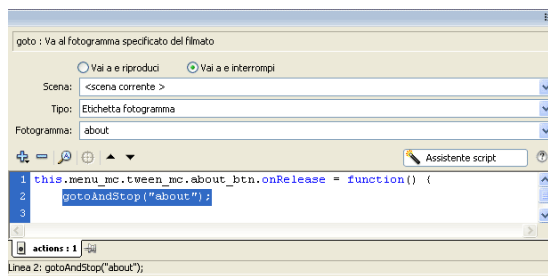 goto : Va al fotogramma specificato del filmato
Vai a e riproduci Vai a e interrompi
Scena: <scena corrente >
Tipo: Etichetta fotogramma
Fotogramma: about
Assistente script
1 this.menu_mc.tween_mc.about_btn.onRelease = function() {
2 gotoAndStop("about");
3
actions : 1
Linea 2: gotoAndStop("about");